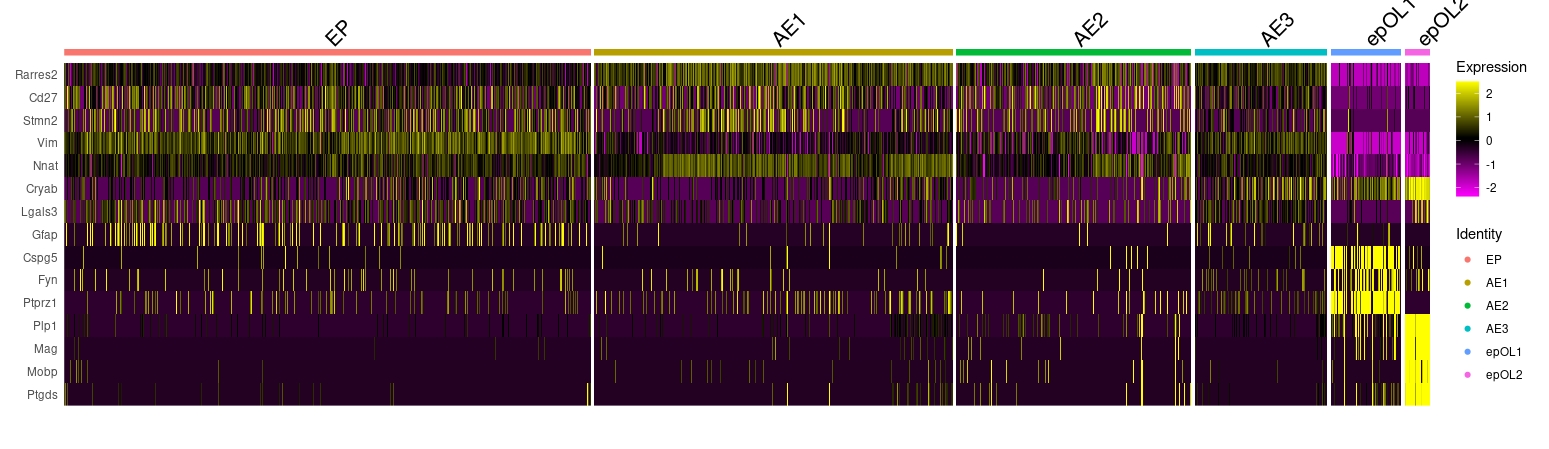 EP
AE1
AE2
AE3
epOL1
epOL2
Rarres2
Cd27
Stmn2
Vim
Nnat
Cryab
Lgals3
Gfap
Cspg5
Fyn
Ptprz1
Plp1
Mag
Mobp
Ptgds
Expression
2
1
0
-1
-2
Identity
EP
AE1
AE2
AE3
epOL1
epOL2